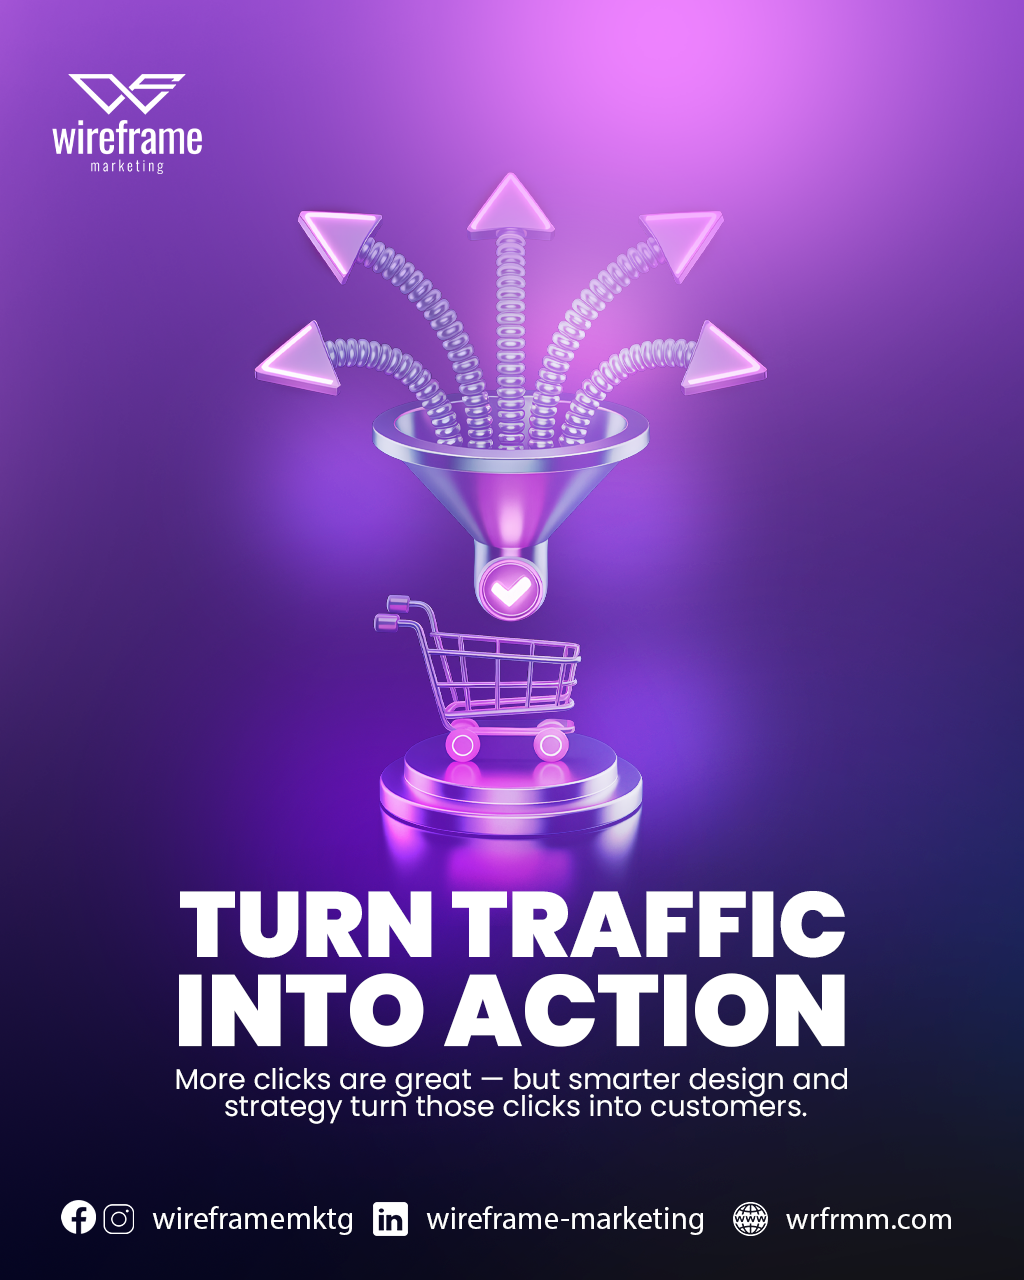 wireframe
marketing
TURN TRAFFIC
INTO ACTION
More clicks are great — but smarter design and
strategy turn those clicks into customers.
wireframemktg wireframe-marketing www wrfrmm.com